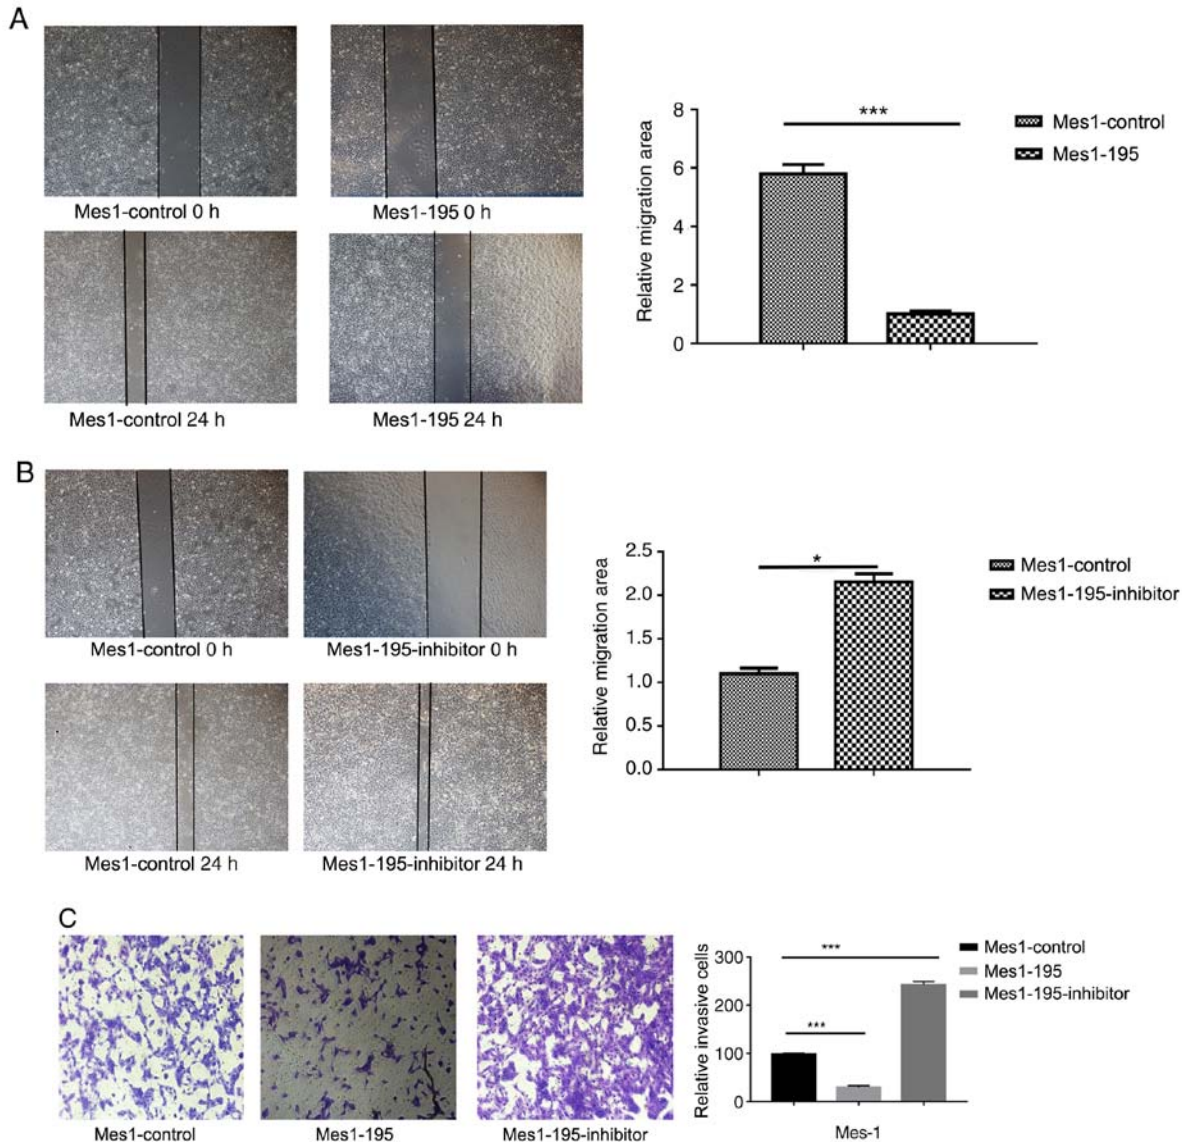 A
Mes1-control 0 h
Mes1-195 0 h
Mes1-control 24 h
Mes1-195 24 h
Relative migration area
8
6
4
2
0
***
Mes1-control
Mes1-195
B
Mes1-control 0 h
Mes1-195-inhibitor 0 h
Mes1-control 24 h
Mes1-195-inhibitor 24 h
Relative migration area
2.5
2.0
1.5
1.0
0.5
0.0
*
Mes1-control
Mes1-195-inhibitor
C
Mes1-control
Mes1-195
Mes1-195-inhibitor
Relative invasive cells
300
200
100
0
***
***
Mes-1
Mes1-control
Mes1-195
Mes1-195-inhibitor